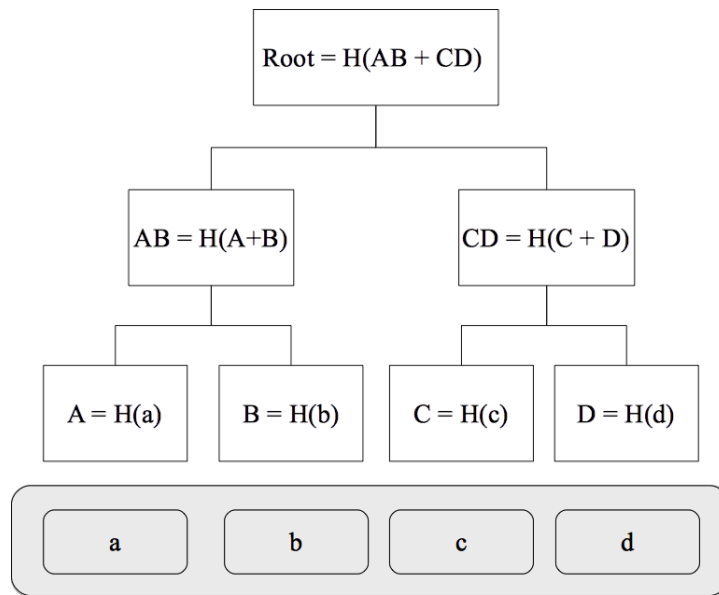 Root = H(AB + CD)
AB = H(A+B)
CD = H(C + D)
A = H(a)
B = H(b)
C = H(c)
D = H(d)
a
b
c
d